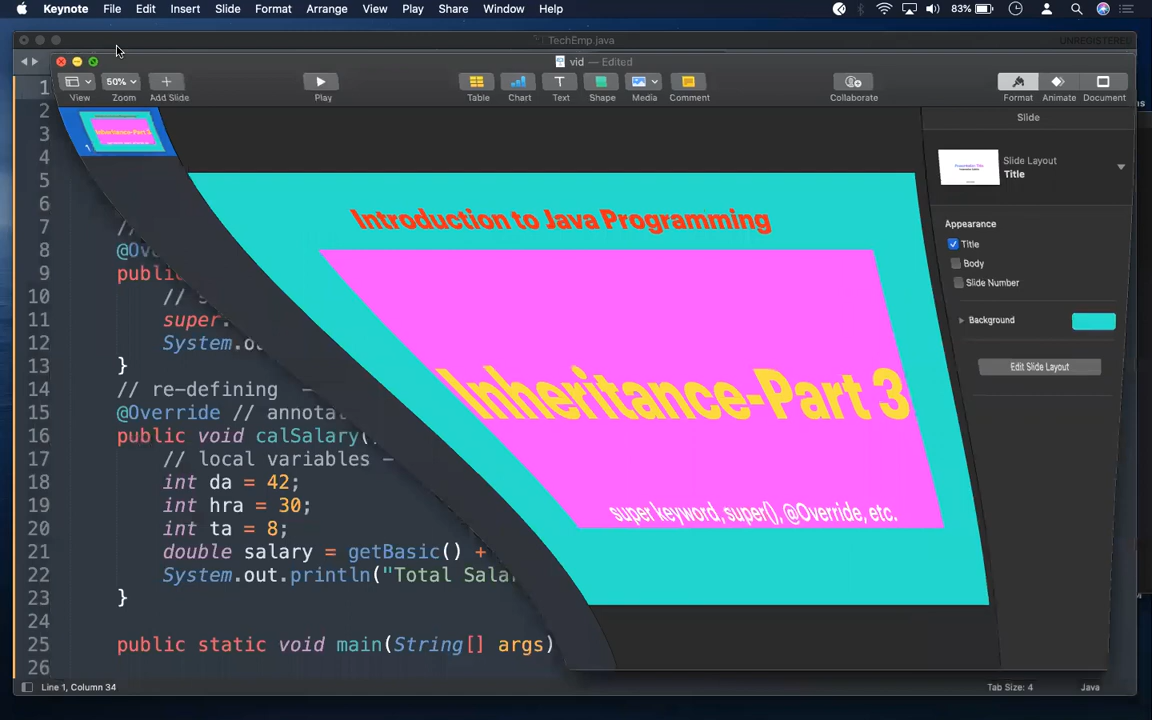 Keynote File Edit Insert Slide Format Arrange View Play Share Window Help 83%
TechEmp.java UNREGISTERED
vid — Edited
50%
View Zoom Add Slide Play Table Chart Text Shape Media Comment Collaborate Format Animate Document
Slide
Slide Layout
Title
Appearance
Title
Body
Slide Number
Background
Edit Slide Layout
1
Introduction to Java Programming
Inheritance-Part 3
super keyword, super(), @Override, etc.
1
2
3
4
5
6
7 //
8 @Ov
9 public
10 // s
11 super.
12 System.o
13 }
14 // re-defining -
15 @Override // annotat
16 public void calSalary(
17 // local variables -
18 int da = 42;
19 int hra = 30;
20 int ta = 8;
21 double salary = getBasic() +
22 System.out.println("Total Sala
23 }
24
25 public static void main(String[] args)
26
Line 1, Column 34 Tab Size: 4 Java